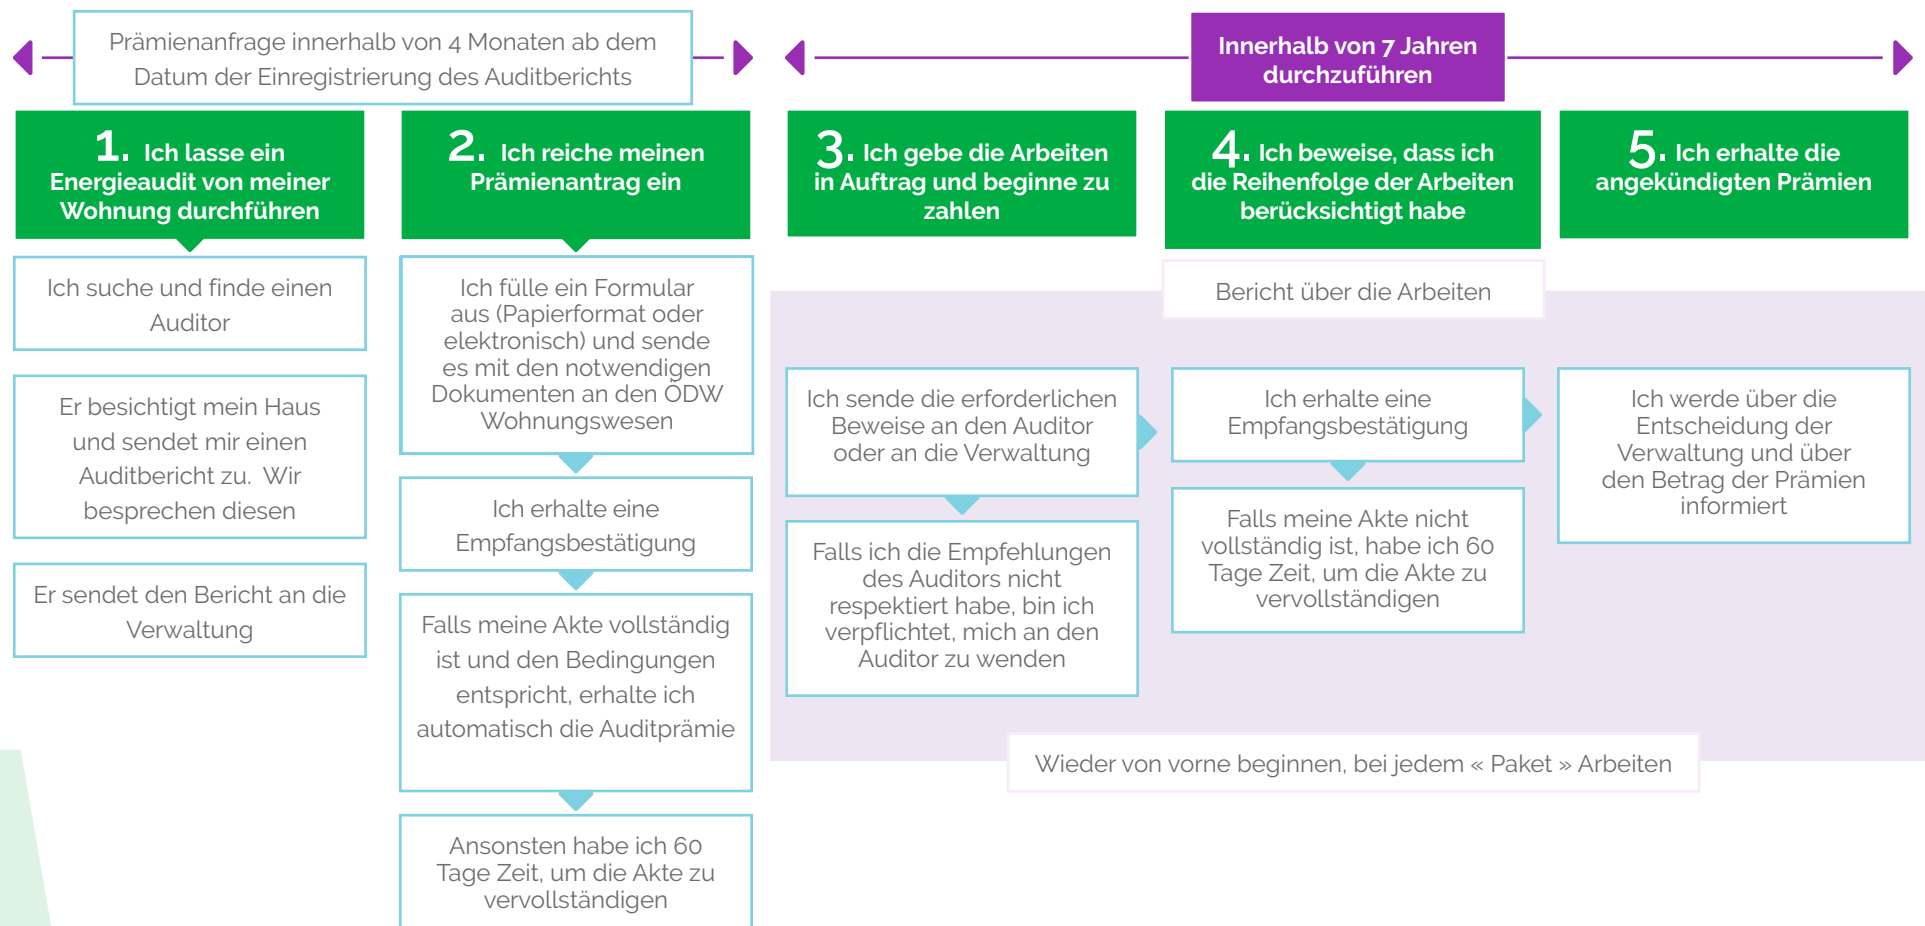 Prämienanfrage innerhalb von 4 Monaten ab dem
Datum der Einregistrierung des Auditberichts
Innerhalb von 7 Jahren
durchzuführen
1. Ich lasse ein
Energieaudit von meiner
Wohnung durchführen
Ich suche und finde einen
Auditor
Er besichtigt mein Haus
und sendet mir einen
Auditbericht zu. Wir
besprechen diesen
Er sendet den Bericht an die
Verwaltung
2. Ich reiche meinen
Prämienantrag ein
Ich fülle ein Formular
aus (Papierformat oder
elektronisch) und sende
es mit den notwendigen
Dokumenten an den ÖDW
Wohnungswesen
Ich erhalte eine
Empfangsbestätigung
Falls meine Akte vollständig
ist und den Bedingungen
entspricht, erhalte ich
automatisch die Auditprämie
Ansonsten habe ich 60
Tage Zeit, um die Akte zu
vervollständigen
3. Ich gebe die Arbeiten
in Auftrag und beginne zu
zahlen
4. Ich beweise, dass ich
die Reihenfolge der Arbeiten
berücksichtigt habe
5. Ich erhalte die
angekündigten Prämien
Bericht über die Arbeiten
Ich sende die erforderlichen
Beweise an den Auditor
oder an die Verwaltung
Falls ich die Empfehlungen
des Auditors nicht
respektiert habe, bin ich
verpflichtet, mich an den
Auditor zu wenden
Ich erhalte eine
Empfangsbestätigung
Falls meine Akte nicht
vollständig ist, habe ich 60
Tage Zeit, um die Akte zu
vervollständigen
Ich werde über die
Entscheidung der
Verwaltung und über
den Betrag der Prämien
informiert
Wieder von vorne beginnen, bei jedem « Paket » Arbeiten